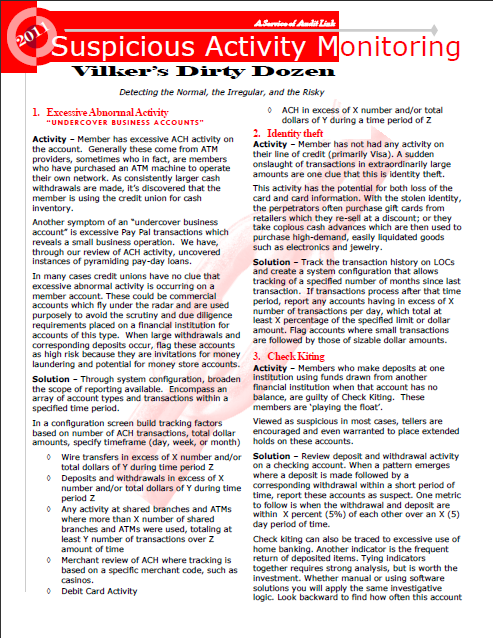 2011
A Service of Audit Link
Suspicious Activity Monitoring
Vilker's Dirty Dozen
Detecting the Normal, the Irregular, and the Risky
1. Excessive Abnormal Activity
"UNDERCOVER BUSINESS ACCOUNTS"
Activity – Member has excessive ACH activity on
the account. Generally these come from ATM
providers, sometimes who in fact, are members
who have purchased an ATM machine to operate
their own network. As consistently larger cash
withdrawals are made, it's discovered that the
member is using the credit union for cash
inventory.
Another symptom of an "undercover business
account" is excessive Pay Pal transactions which
reveals a small business operation. We have,
through our review of ACH activity, uncovered
instances of pyramiding pay-day loans.
In many cases credit unions have no clue that
excessive abnormal activity is occurring on a
member account. These could be commercial
accounts which fly under the radar and are used
purposely to avoid the scrutiny and due diligence
requirements placed on a financial institution for
accounts of this type. When large withdrawals and
corresponding deposits occur, flag these accounts
as high risk because they are invitations for money
laundering and potential for money store accounts.
Solution – Through system configuration, broaden
the scope of reporting available. Encompass an
array of account types and transactions within a
specified time period.
In a configuration screen build tracking factors
based on number of ACH transactions, total dollar
amounts, specify timeframe (day, week, or month)
◊ Wire transfers in excess of X number and/or
total dollars of Y during time period Z
◊ Deposits and withdrawals in excess of X
number and/or total dollars of Y during time
period Z
◊ Any activity at shared branches and ATMs
where more than X number of shared
branches and ATMs were used, totaling at
least Y number of transactions over Z
amount of time
◊ Merchant review of ACH where tracking is
based on a specific merchant code, such as
casinos.
◊ Debit Card Activity
◊ ACH in excess of X number and/or total
dollars of Y during a time period of Z
2. Identity theft
Activity – Member has not had any activity on
their line of credit (primarily Visa). A sudden
onslaught of transactions in extraordinarily large
amounts are one clue that this is identity theft.
This activity has the potential for both loss of the
card and card information. With the stolen identity,
the perpetrators often purchase gift cards from
retailers which they re-sell at a discount; or they
take copious cash advances which are then used to
purchase high-demand, easily liquidated goods
such as electronics and jewelry.
Solution – Track the transaction history on LOCs
and create a system configuration that allows
tracking of a specified number of months since last
transaction. If transactions process after that time
period, report any accounts having in excess of X
number of transactions per day, which total at
least X percentage of the specified limit or dollar
amount. Flag accounts where small transactions
are followed by those of sizable dollar amounts.
3. Check Kiting
Activity – Members who make deposits at one
institution using funds drawn from another
financial institution when that account has no
balance, are guilty of Check Kiting. These
members are 'playing the float'.
Viewed as suspicious in most cases, tellers are
encouraged and even warranted to place extended
holds on these accounts.
Solution – Review deposit and withdrawal activity
on a checking account. When a pattern emerges
where a deposit is made followed by a
corresponding withdrawal within a short period of
time, report these accounts as suspect. One metric
to follow is when the withdrawal and deposit are
within X percent (5%) of each other over an X (5)
day period of time.
Check kiting can also be traced to excessive use of
home banking. Another indicator is the frequent
return of deposited items. Tying indicators
together requires strong analysis, but is worth the
investment. Whether manual or using software
solutions you will apply the same investigative
logic. Look backward to find how often this account